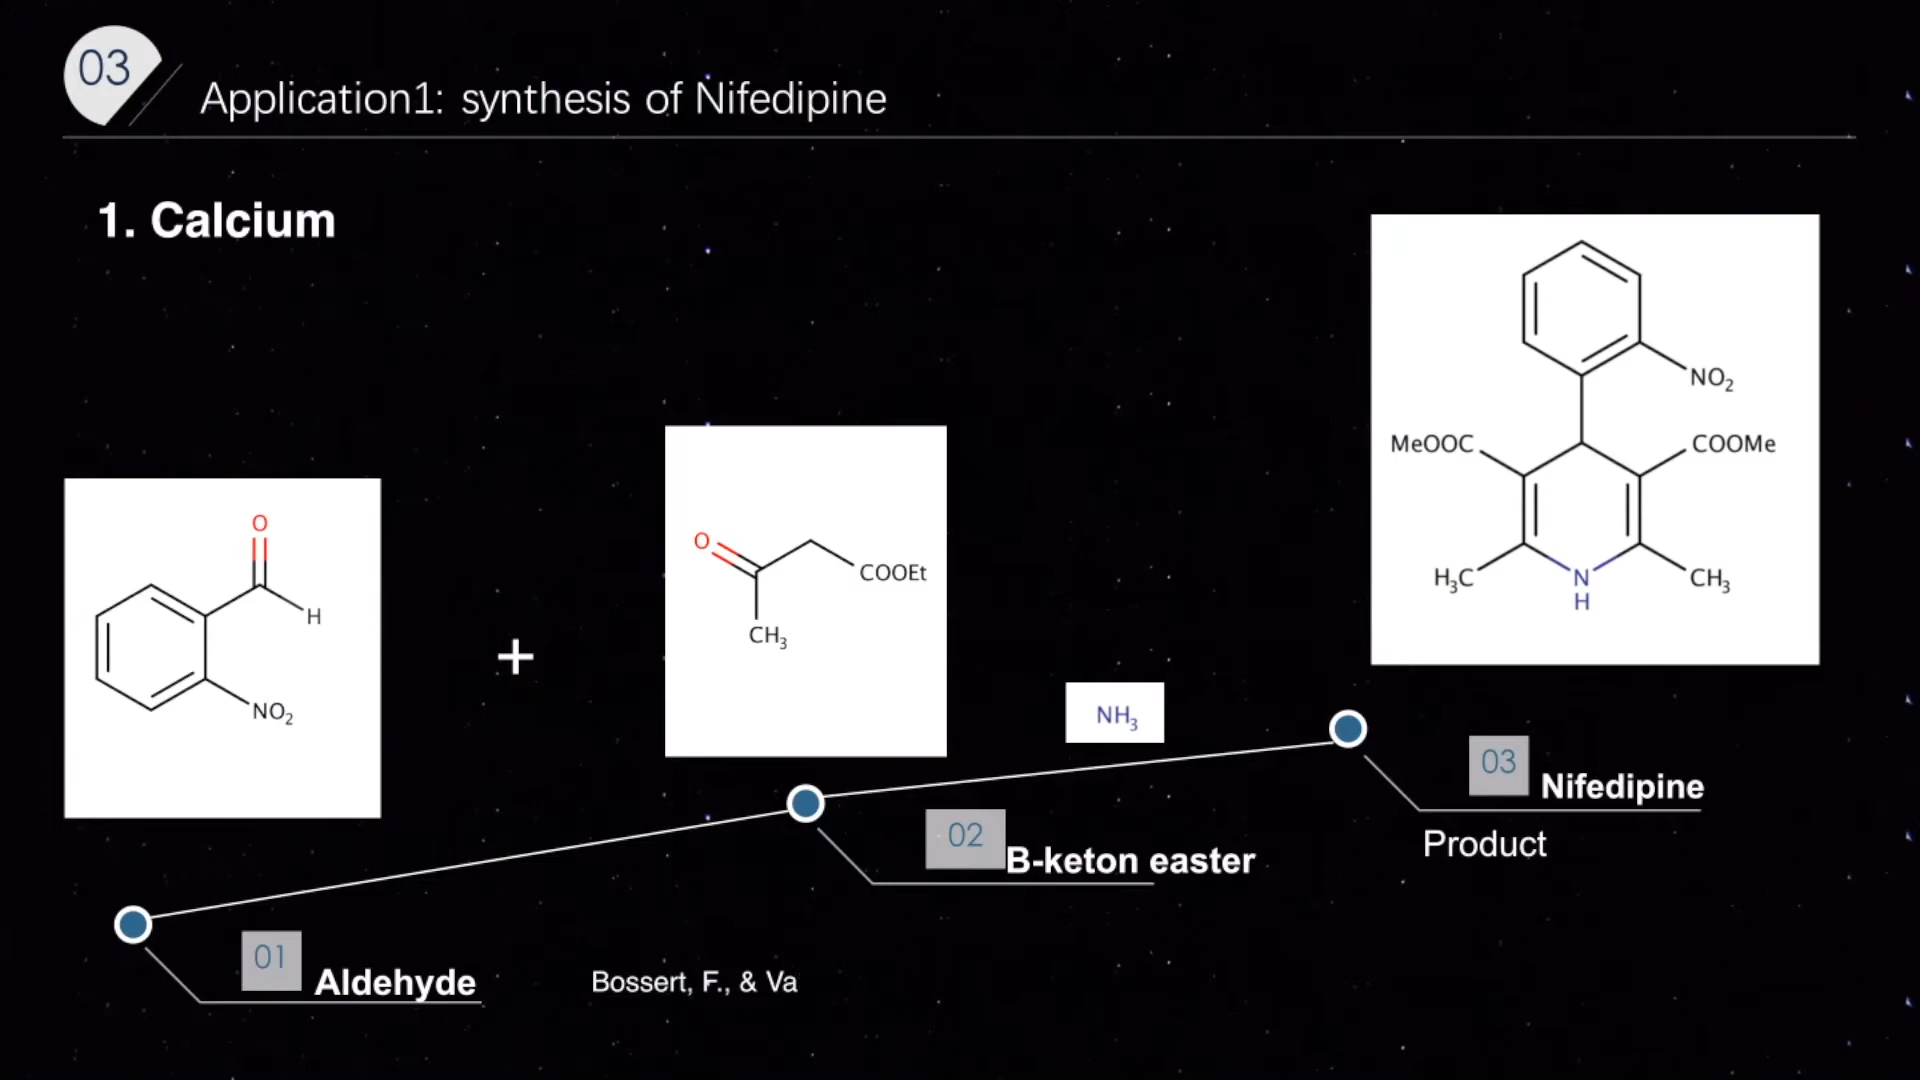 03
Application1: synthesis of Nifedipine
1. Calcium
O
H
NO2
+
O
COOEt
CH3
NH3
NO2
MeOOC
COOMe
H3C
N
H
CH3
01
Aldehyde
02
B-keton easter
03
Nifedipine
Product
Bossert, F., & Va